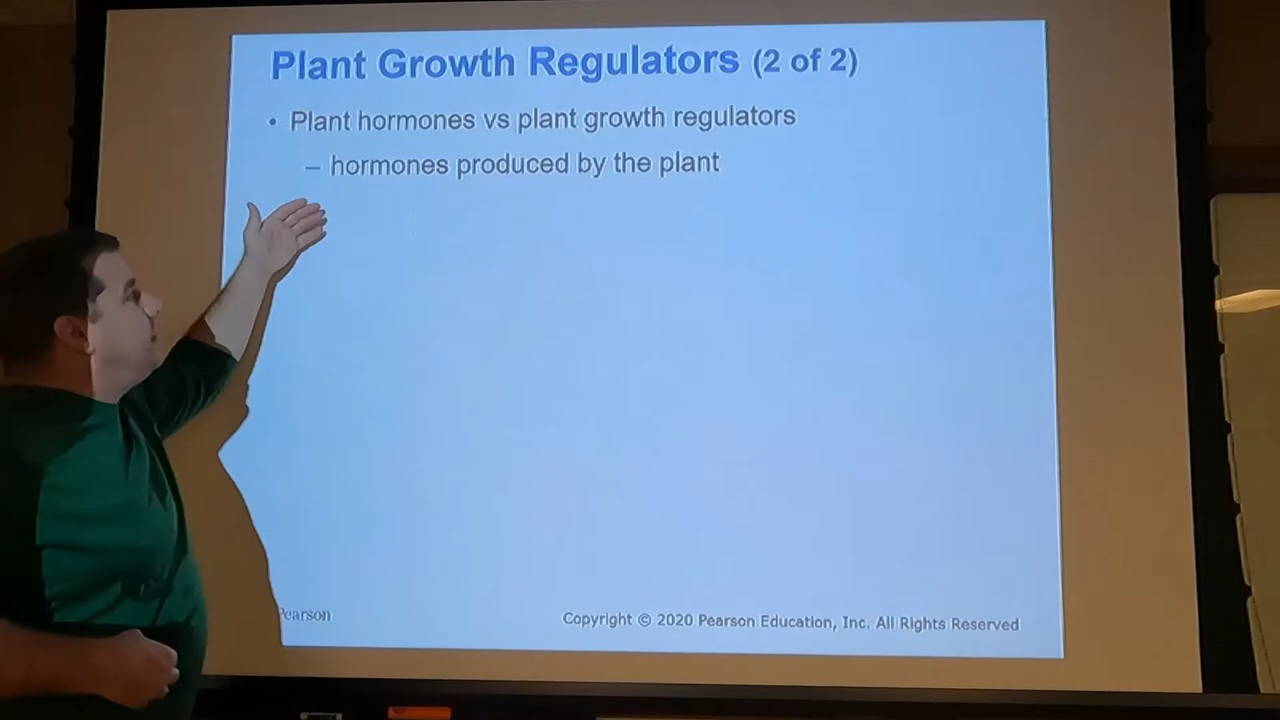 Plant Growth Regulators (2 of 2)
• Plant hormones vs plant growth regulators
– hormones produced by the plant
Pearson
Copyright © 2020 Pearson Education, Inc. All Rights Reserved